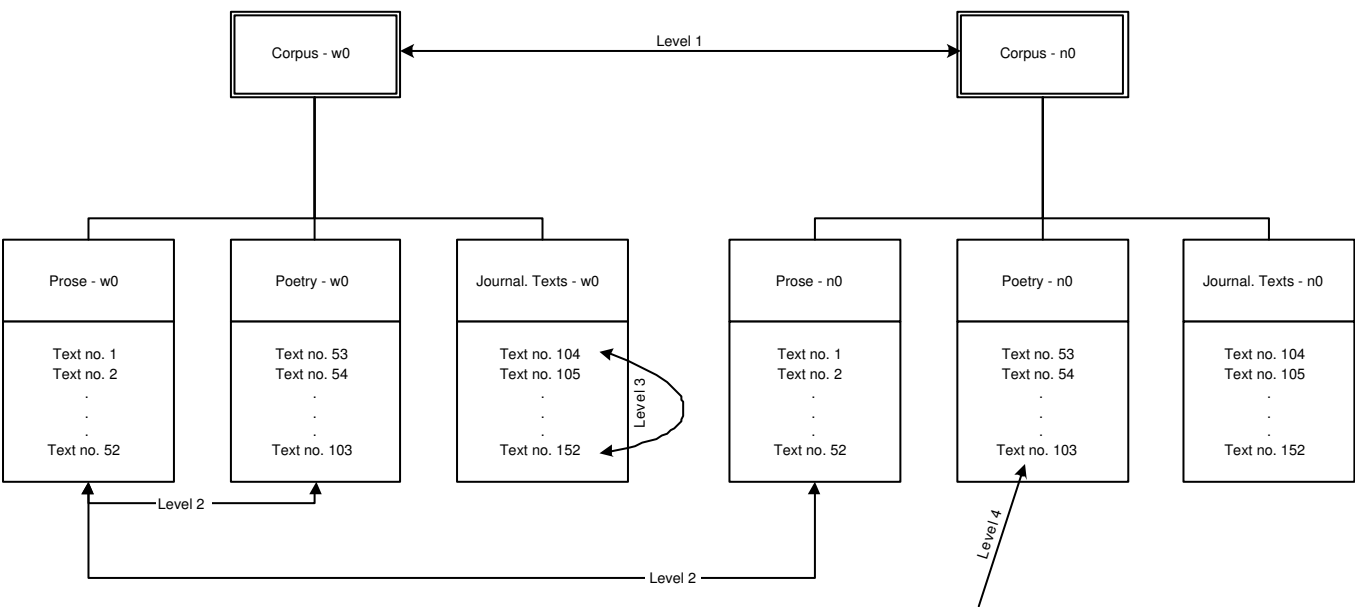 Corpus - w0
Level 1
Corpus - n0
Prose - w0
Text no. 1
Text no. 2
.
.
.
Text no. 52
Poetry - w0
Text no. 53
Text no. 54
.
.
.
Text no. 103
Journal. Texts - w0
Text no. 104
Text no. 105
.
.
.
Text no. 152
Level 3
Prose - n0
Text no. 1
Text no. 2
.
.
.
Text no. 52
Poetry - n0
Text no. 53
Text no. 54
.
.
.
Text no. 103
Journal. Texts - n0
Text no. 104
Text no. 105
.
.
.
Text no. 152
Level 2
Level 4
Level 2